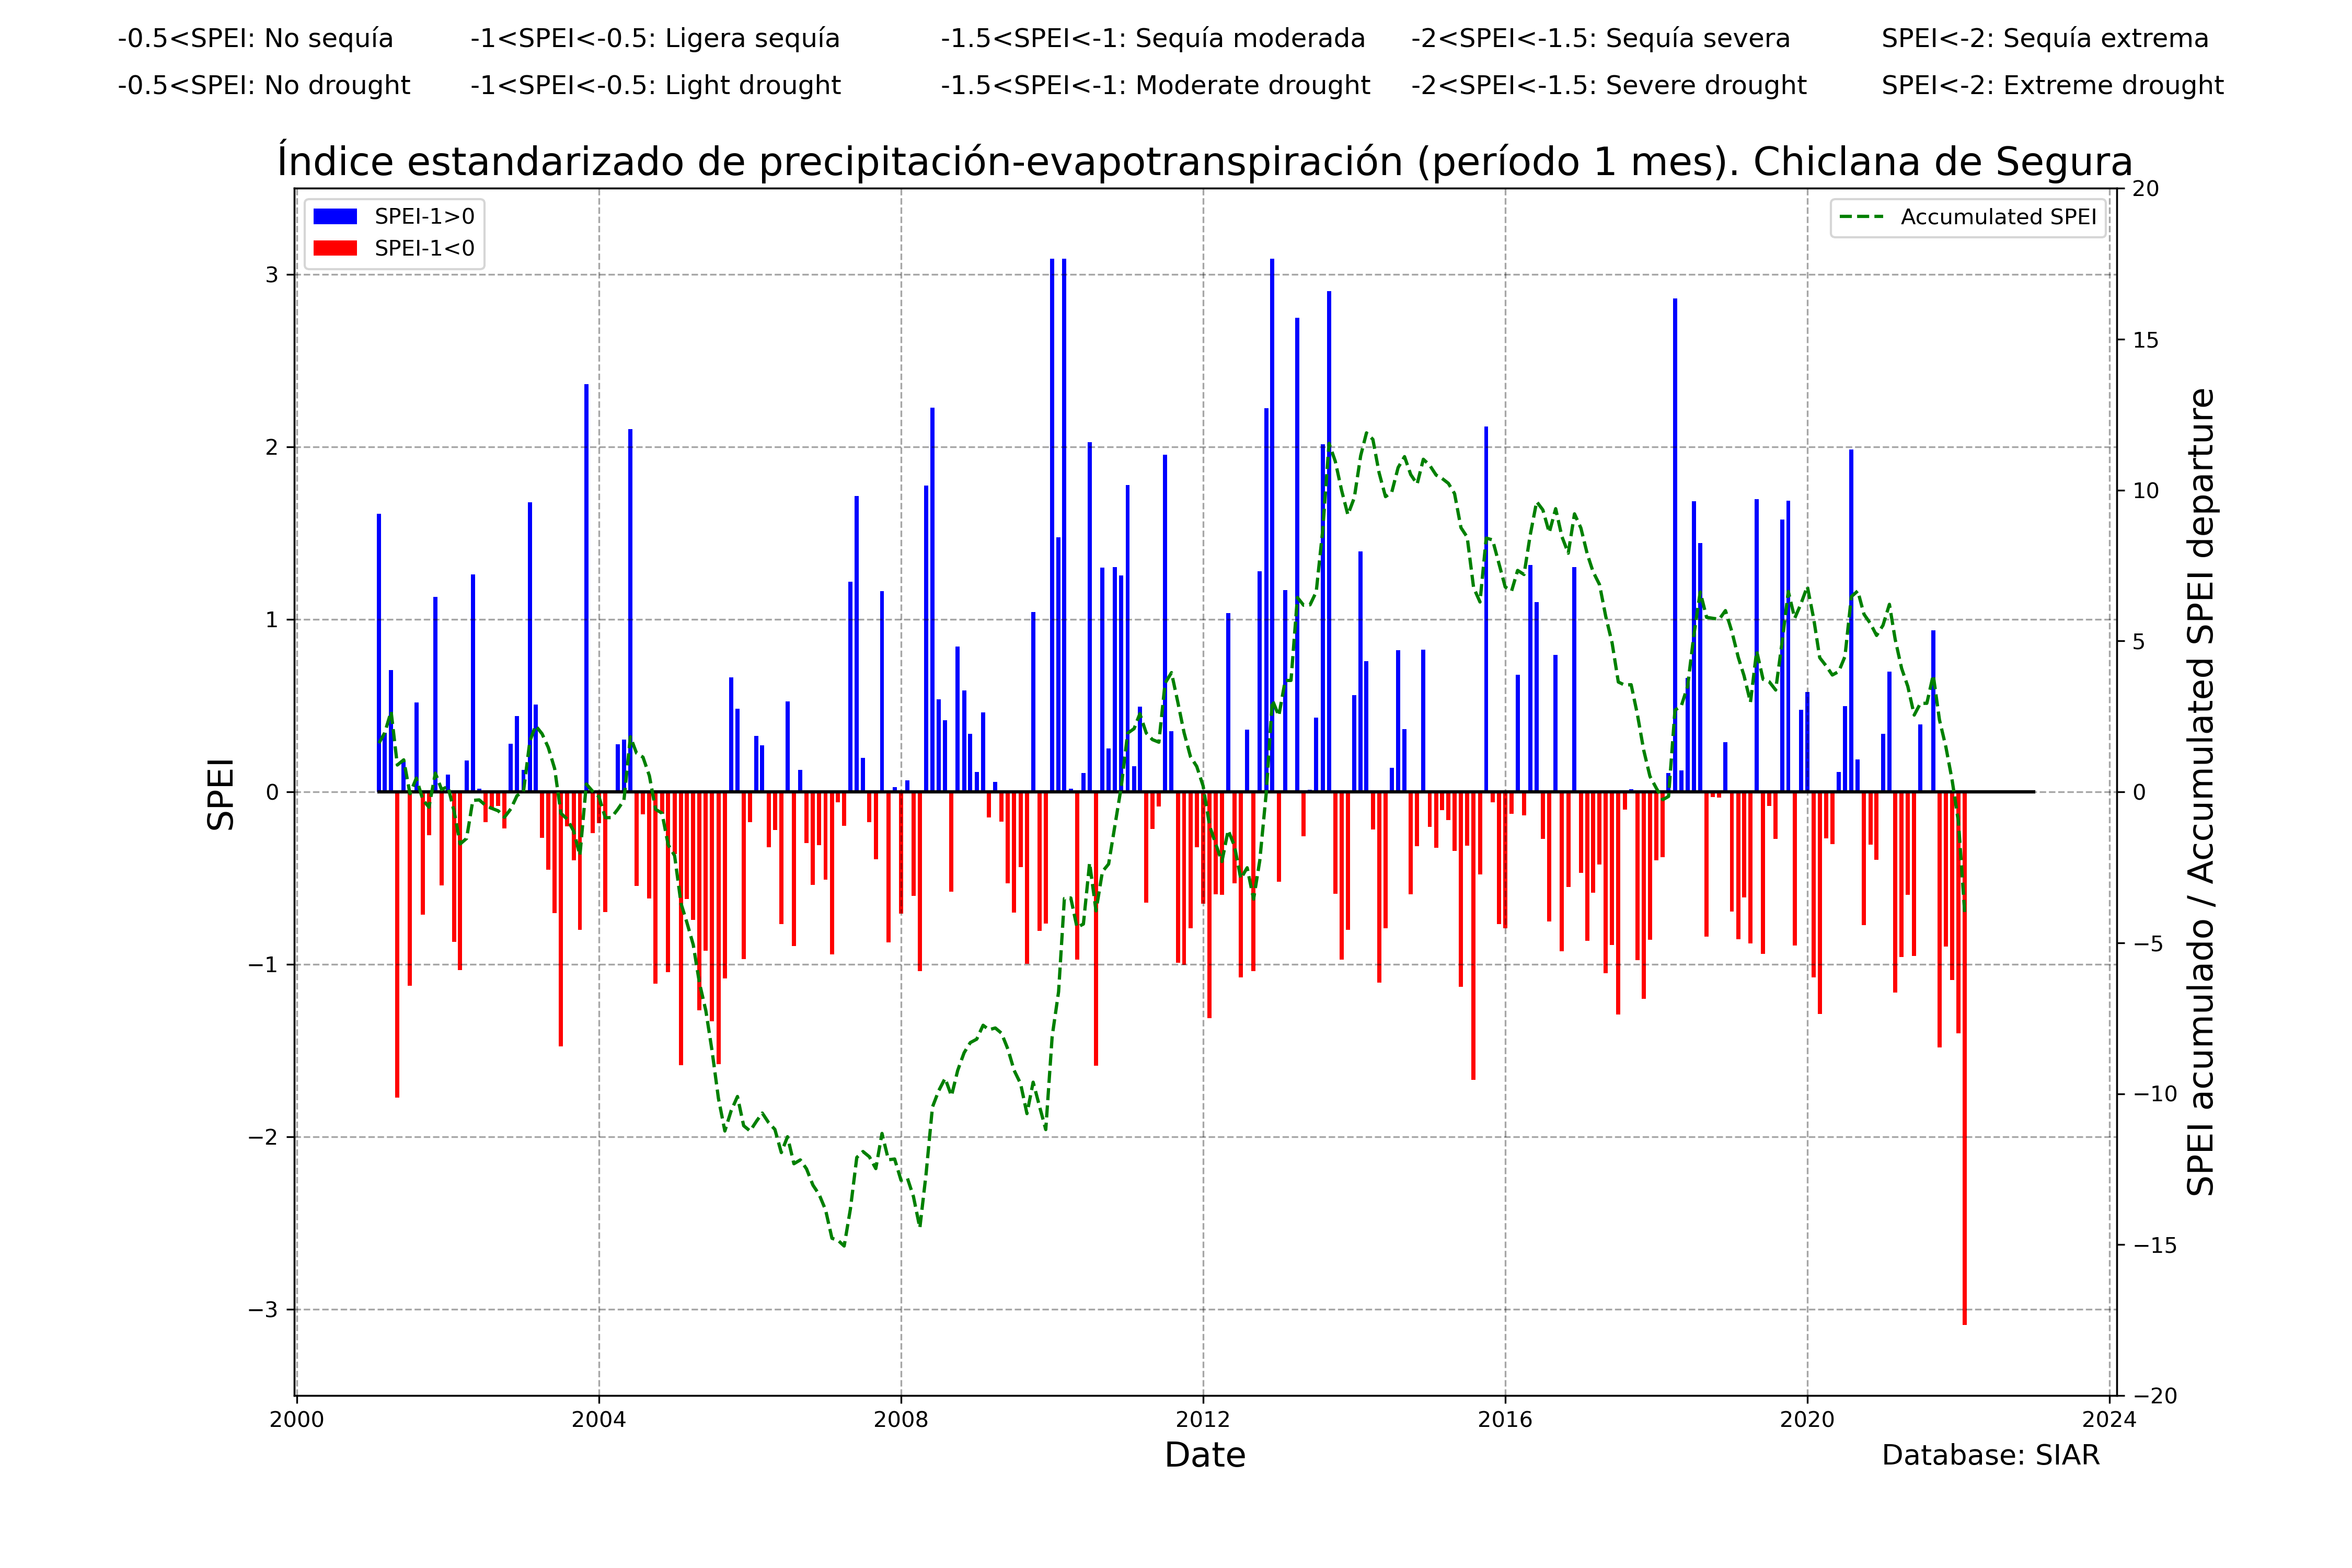 -0.5<SPEI: No sequía -1<SPEI<-0.5: Ligera sequía -1.5<SPEI<-1: Sequía moderada -2<SPEI<-1.5: Sequía severa SPEI<-2: Sequía extrema
-0.5<SPEI: No drought -1<SPEI<-0.5: Light drought -1.5<SPEI<-1: Moderate drought -2<SPEI<-1.5: Severe drought SPEI<-2: Extreme drought
Índice estandarizado de precipitación-evapotranspiración (período 1 mes). Chiclana de Segura
SPEI-1>0
SPEI-1<0
Accumulated SPEI
SPEI
3
2
1
0
−1
−2
−3
20
15
10
5
0
−5
−10
−15
−20
SPEI acumulado / Accumulated SPEI departure
2000 2004 2008 2012 2016 2020 2024
Date
Database: SIAR